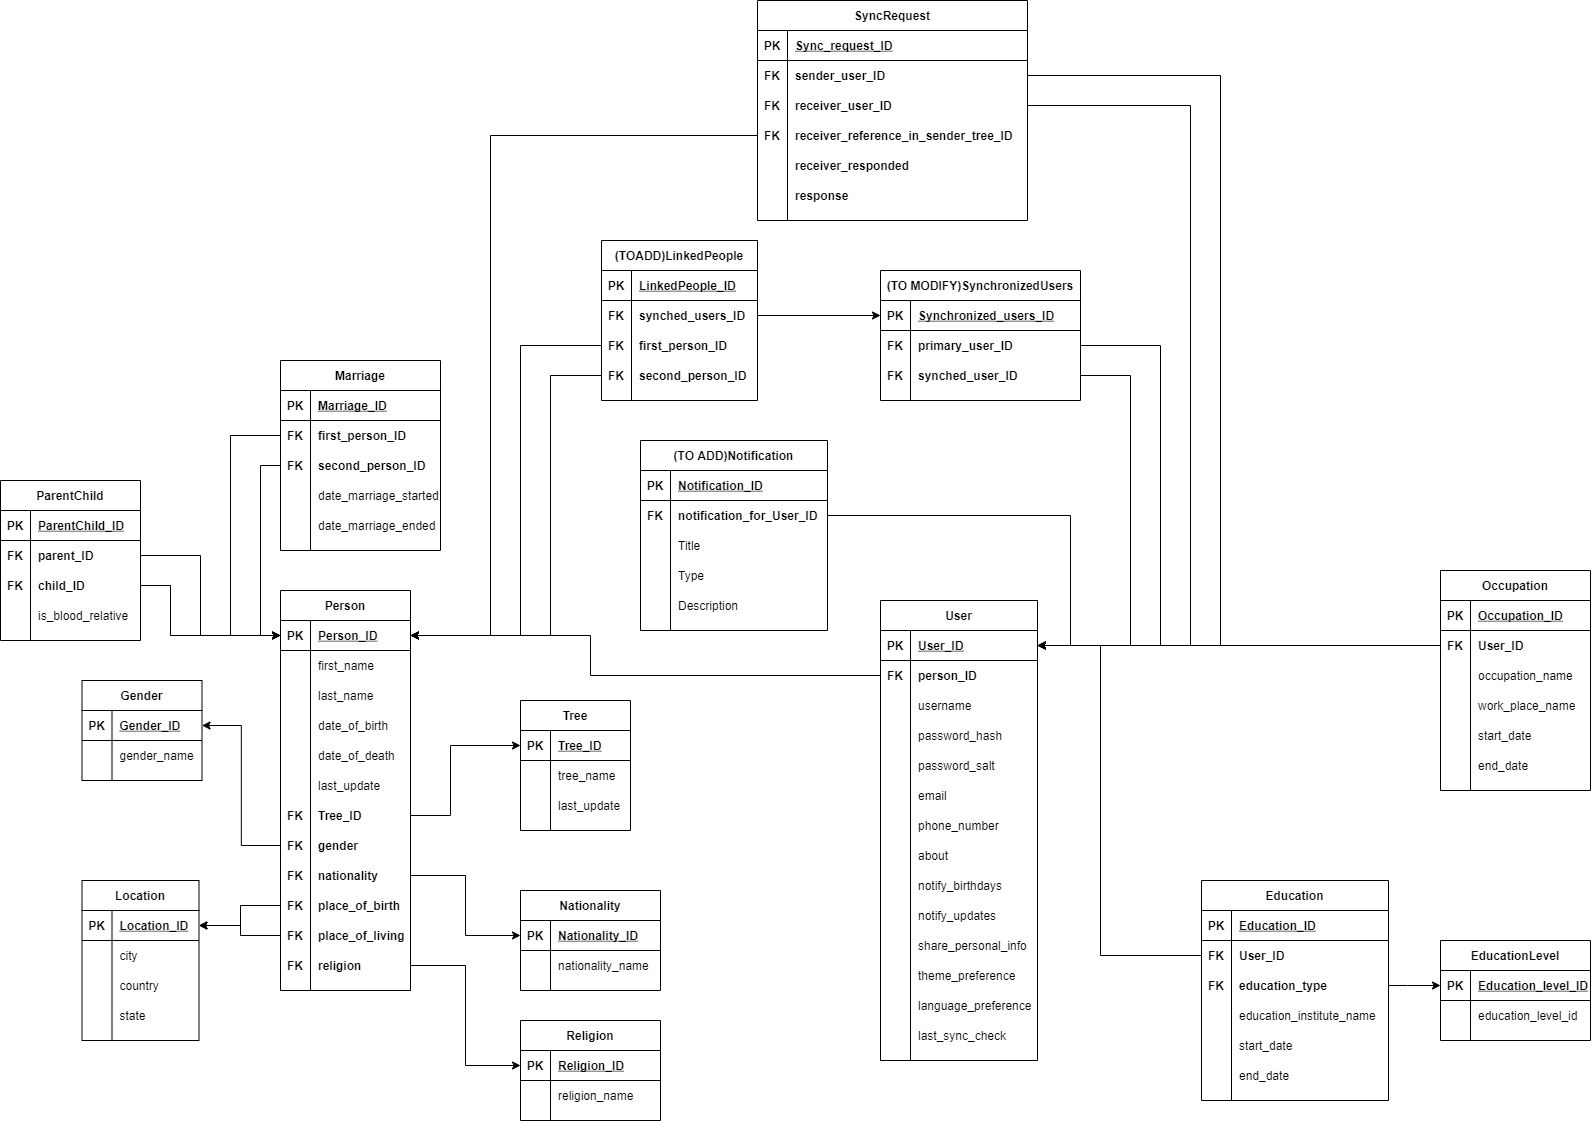 SyncRequest
PK Sync_request_ID
FK sender_user_ID
FK receiver_user_ID
FK receiver_reference_in_sender_tree_ID
receiver_responded
response
(TOADD)LinkedPeople
PK LinkedPeople_ID
FK synched_users_ID
FK first_person_ID
FK second_person_ID
(TO MODIFY)SynchronizedUsers
PK Synchronized_users_ID
FK primary_user_ID
FK synched_user_ID
Marriage
PK Marriage_ID
FK first_person_ID
FK second_person_ID
date_marriage_started
date_marriage_ended
(TO ADD)Notification
PK Notification_ID
FK notification_for_User_ID
Title
Type
Description
ParentChild
PK ParentChild_ID
FK parent_ID
FK child_ID
is_blood_relative
Person
PK Person_ID
first_name
last_name
date_of_birth
date_of_death
last_update
FK Tree_ID
FK gender
FK nationality
FK place_of_birth
FK place_of_living
FK religion
User
PK User_ID
FK person_ID
username
password_hash
password_salt
email
phone_number
about
notify_birthdays
notify_updates
share_personal_info
theme_preference
language_preference
last_sync_check
Occupation
PK Occupation_ID
FK User_ID
occupation_name
work_place_name
start_date
end_date
Gender
PK Gender_ID
gender_name
Tree
PK Tree_ID
tree_name
last_update
Location
PK Location_ID
city
country
state
Nationality
PK Nationality_ID
nationality_name
Religion
PK Religion_ID
religion_name
Education
PK Education_ID
FK User_ID
FK education_type
education_institute_name
start_date
end_date
EducationLevel
PK Education_level_ID
education_level_id